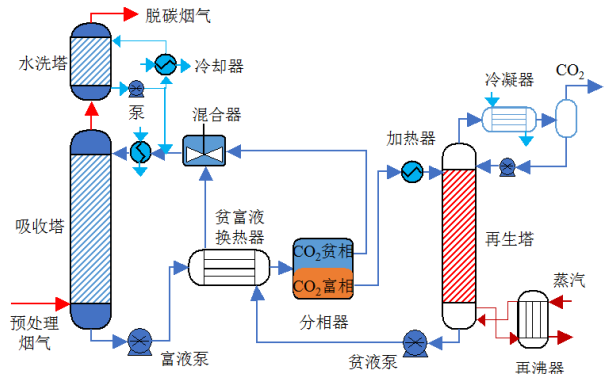 脱碳烟气
水洗塔
冷却器
泵
混合器
冷凝器
CO₂
加热器
吸收塔
贫富液
换热器
CO₂贫相
CO₂富相
再生塔
预处理
烟气
富液泵
分相器
贫液泵
蒸汽
再沸器